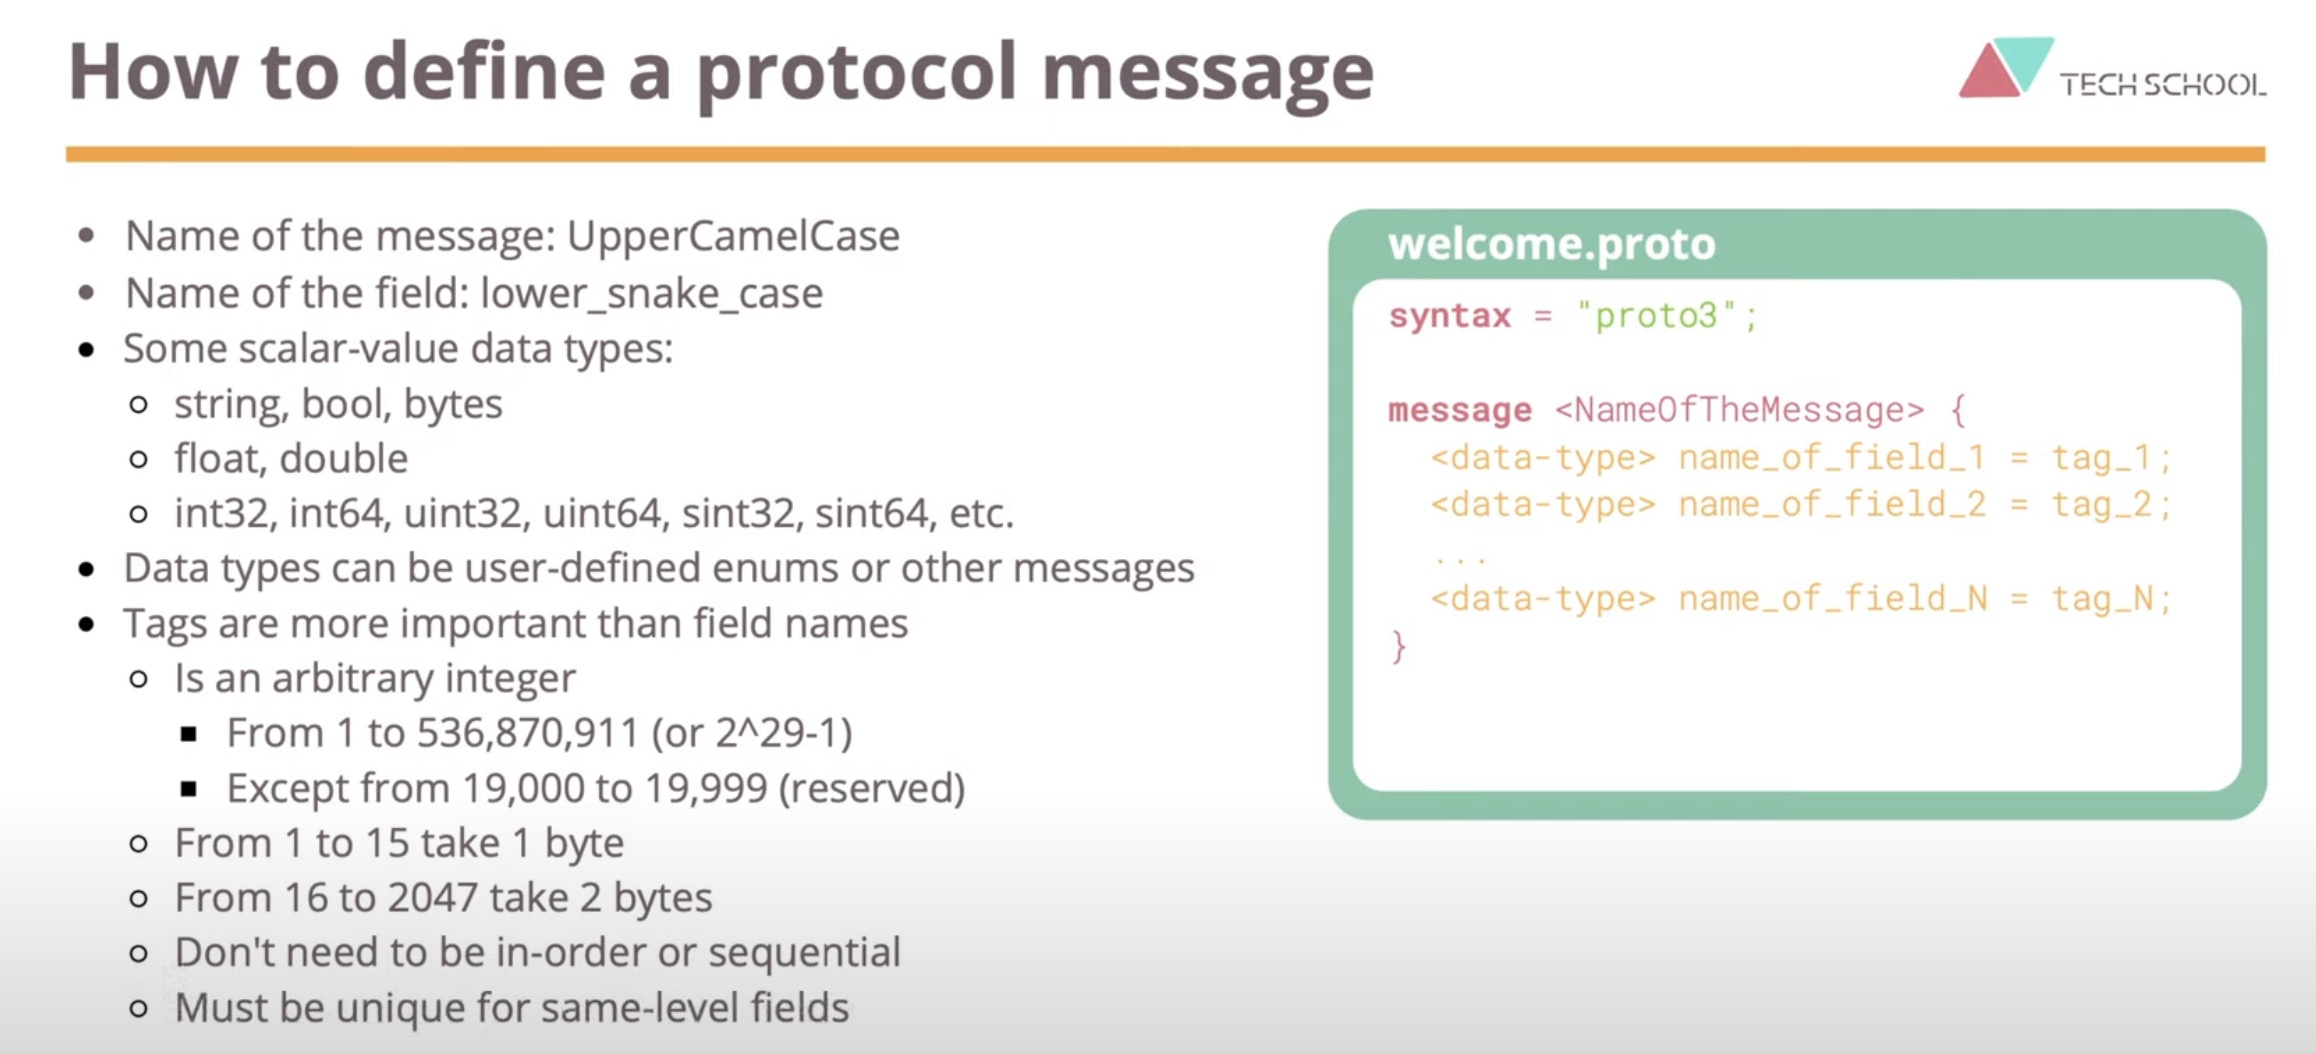 How to define a protocol message
TECH SCHOOL
• Name of the message: UpperCamelCase
• Name of the field: lower_snake_case
• Some scalar-value data types:
○ string, bool, bytes
○ float, double
○ int32, int64, uint32, uint64, sint32, sint64, etc.
• Data types can be user-defined enums or other messages
• Tags are more important than field names
○ Is an arbitrary integer
■ From 1 to 536,870,911 (or 2^29-1)
■ Except from 19,000 to 19,999 (reserved)
○ From 1 to 15 take 1 byte
○ From 16 to 2047 take 2 bytes
○ Don't need to be in-order or sequential
○ Must be unique for same-level fields
welcome.proto
syntax = "proto3";
message <NameOfTheMessage> {
<data-type> name_of_field_1 = tag_1;
<data-type> name_of_field_2 = tag_2;
...
<data-type> name_of_field_N = tag_N;
}